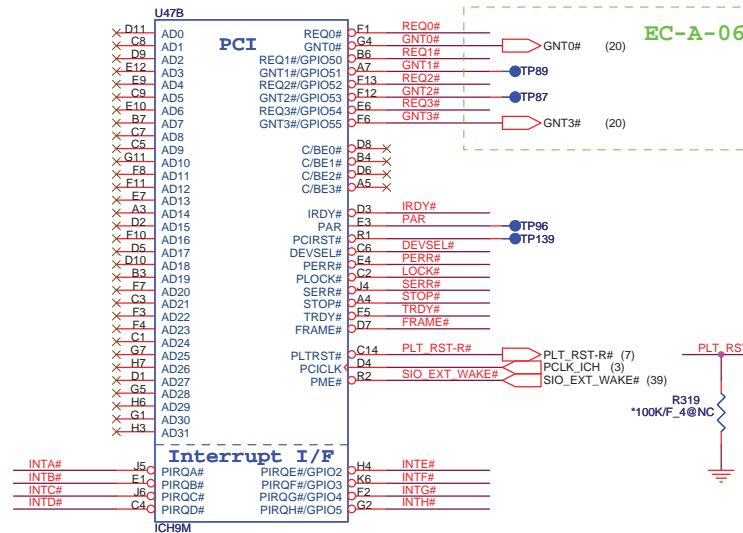 U47B
PCI
EC-A-06
D11 AD0 REQ0# F1 REQ0#
C8 AD1 GNT0# G4 GNT0# GNT0# (20)
D9 AD2 REQ1#/GPIO50 B6 REQ1#
E12 AD3 GNT1#/GPIO51 A7 GNT1# TP89
E9 AD4 REQ2#/GPIO52 F13 REQ2#
C9 AD5 GNT2#/GPIO53 F12 GNT2# TP87
E10 AD6 REQ3#/GPIO54 E6 REQ3#
B7 AD7 GNT3#/GPIO55 F6 GNT3# GNT3# (20)
C7 AD8
C5 AD9 C/BE0# D8
G11 AD10 C/BE1# B4
F8 AD11 C/BE2# D6
F11 AD12 C/BE3# A5
E7 AD13
A3 AD14 IRDY# D3 IRDY#
D2 AD15 PAR E3 PAR TP96
F10 AD16 PCIRST# R1 TP139
D5 AD17 DEVSEL# C6 DEVSEL#
D10 AD18 PERR# E4 PERR#
B3 AD19 PLOCK# C2 LOCK#
F7 AD20 SERR# J4 SERR#
C3 AD21 STOP# A4 STOP#
F3 AD22 TRDY# F5 TRDY#
F4 AD23 FRAME# D7 FRAME#
C1 AD24
G7 AD25 PLTRST# C14 PLT_RST-R# PLT_RST-R# (7) PLT_RST
H7 AD26 PCICLK D4 PCLK_ICH (3)
D1 AD27 PME# R2 SIO_EXT_WAKE# SIO_EXT_WAKE# (39)
G5 AD28
H6 AD29 R319
G1 AD30 *100K/F_4@NC
H3 AD31
Interrupt I/F
INTA# J5 PIRQA# PIRQE#/GPIO2 H4 INTE#
INTB# E1 PIRQB# PIRQF#/GPIO3 K6 INTF#
INTC# J6 PIRQC# PIRQG#/GPIO4 F2 INTG#
INTD# C4 PIRQD# PIRQH#/GPIO5 G2 INTH#
ICH9M